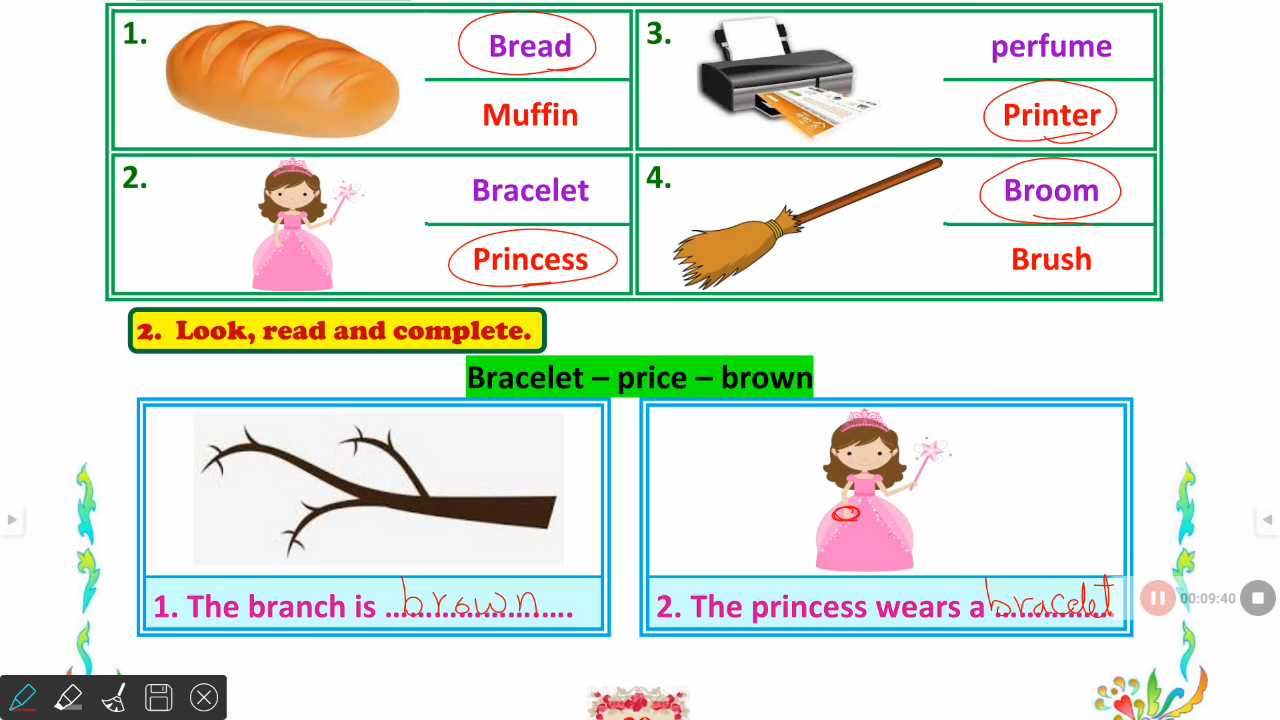 1.
Bread
Muffin
3.
perfume
Printer
2.
Bracelet
Princess
4.
Broom
Brush
2. Look, read and complete.
Bracelet – price – brown
1. The branch is brown
2. The princess wears a bracelet
00:09:40